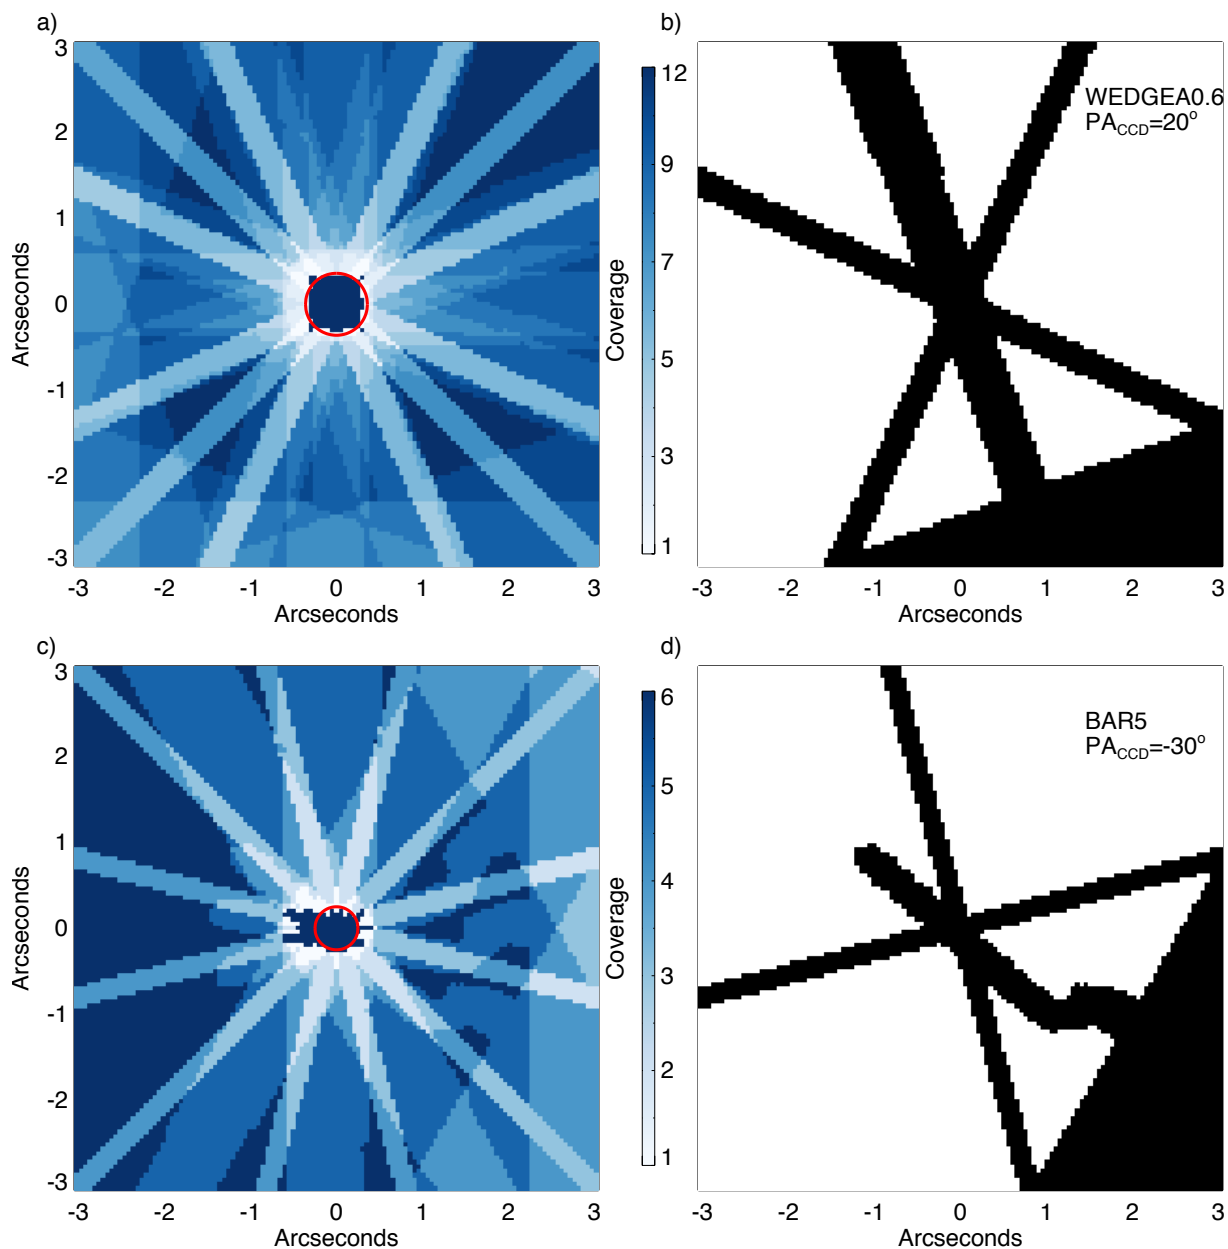 a)
3
2
1
0
-1
-2
-3
Arcseconds
-3 -2 -1 0 1 2 3
Arcseconds
12
9
7
5
3
1
Coverage
b)
WEDGEA0.6
PA_CCD=20°
-3 -2 -1 0 1 2 3
Arcseconds
c)
3
2
1
0
-1
-2
-3
Arcseconds
-3 -2 -1 0 1 2 3
Arcseconds
6
5
4
3
2
1
Coverage
d)
BAR5
PA_CCD=-30°
-3 -2 -1 0 1 2 3
Arcseconds